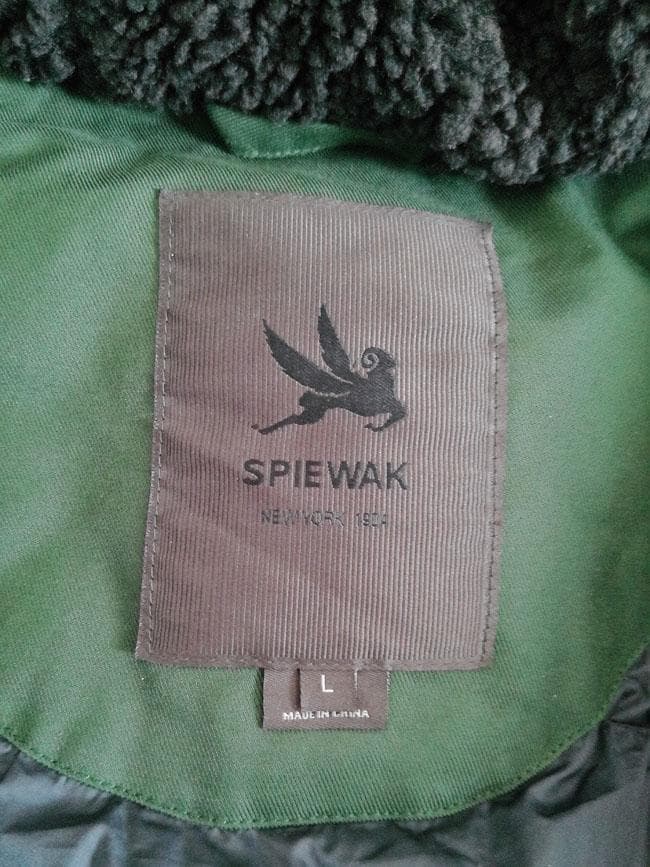 SPIEWAK
NEW YORK 1904
L
MADE IN CHINA